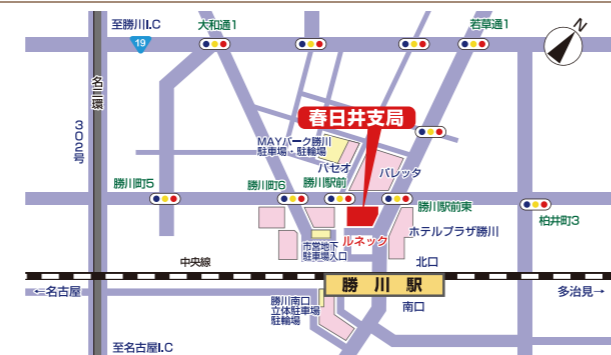 至勝川I.C
大和通1
若草通1
N
19
名二環
302号
春日井支局
MAYパーク勝川
駐車場・駐輪場
パセオ
パレッタ
勝川町5
勝川町6
勝川駅前
勝川駅前東
柏井町3
ルネック
ホテルプラザ勝川
市営地下
駐車場入口
中央線
北口
←名古屋
勝川駅
多治見→
勝川南口
立体駐車場
駐輪場
南口
至名古屋I.C